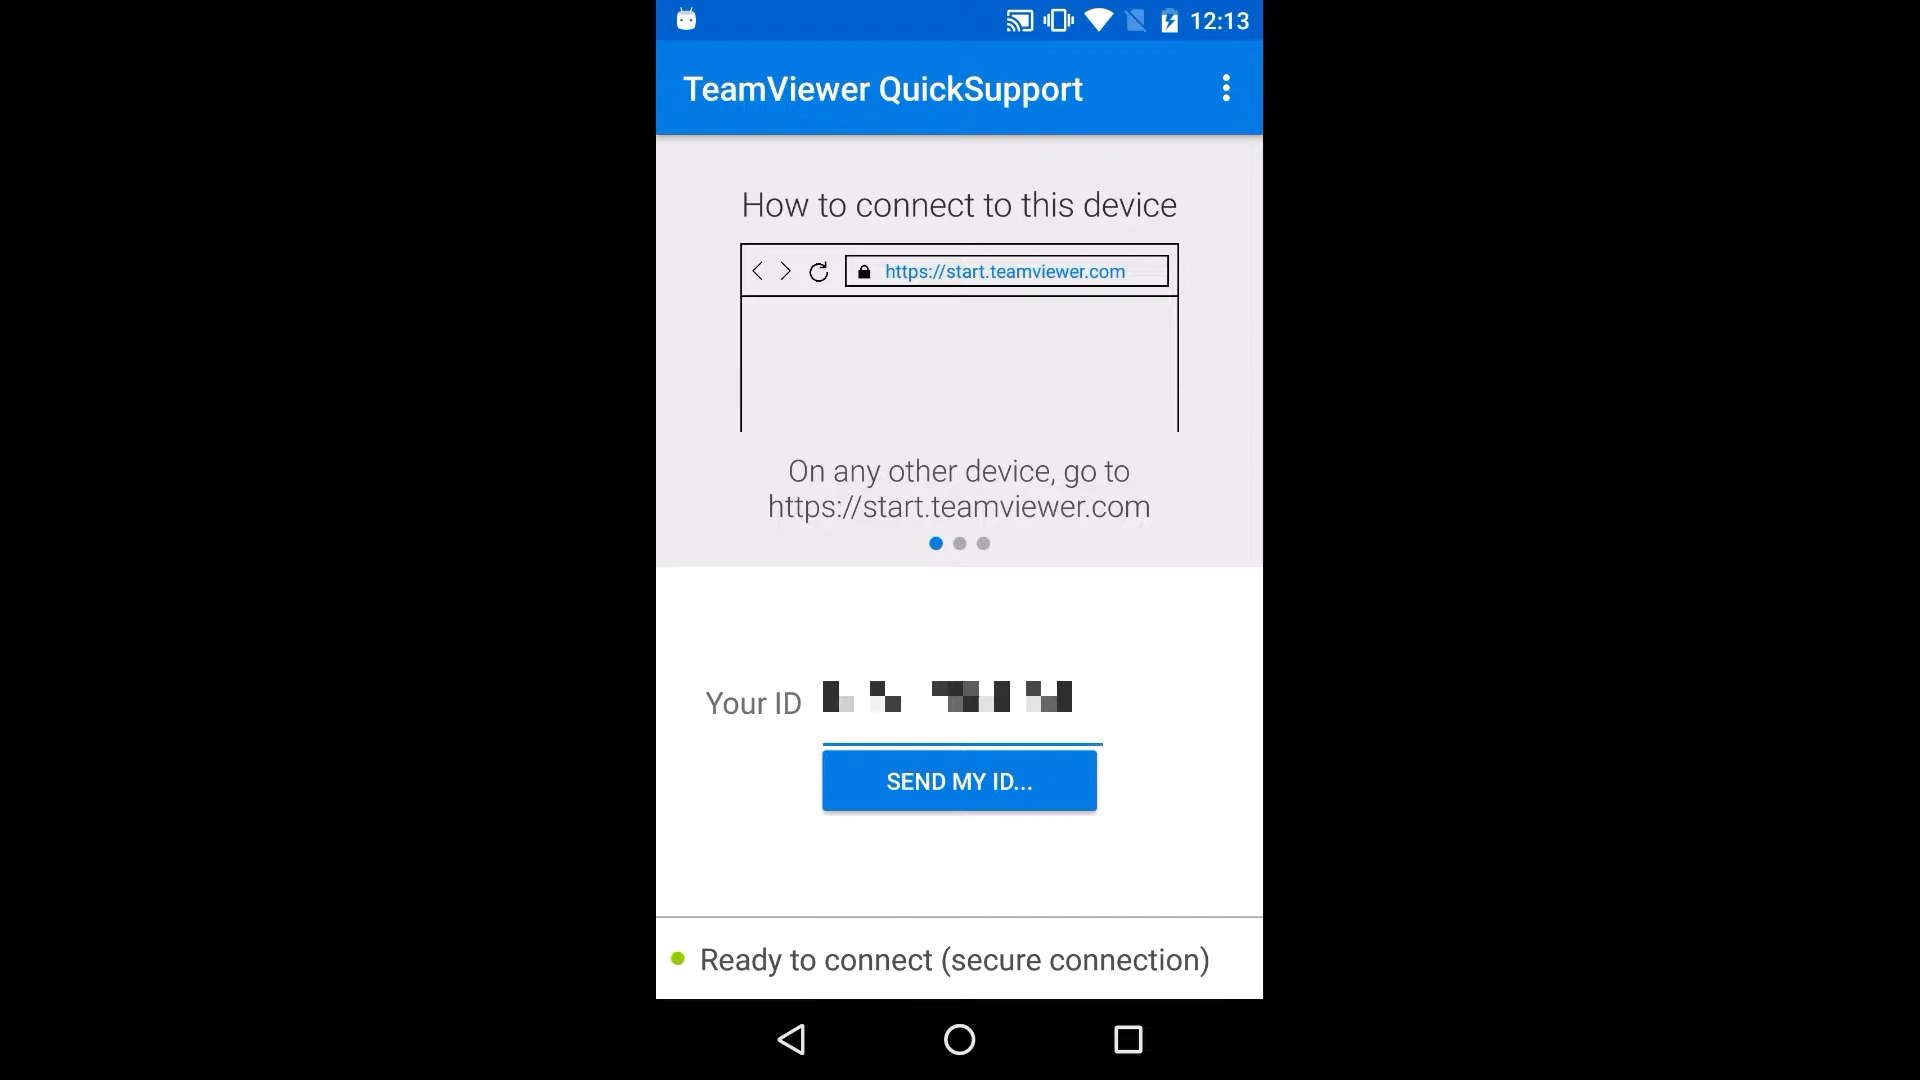 12:13
TeamViewer QuickSupport
How to connect to this device
https://start.teamviewer.com
On any other device, go to
https://start.teamviewer.com
Your ID
SEND MY ID...
Ready to connect (secure connection)